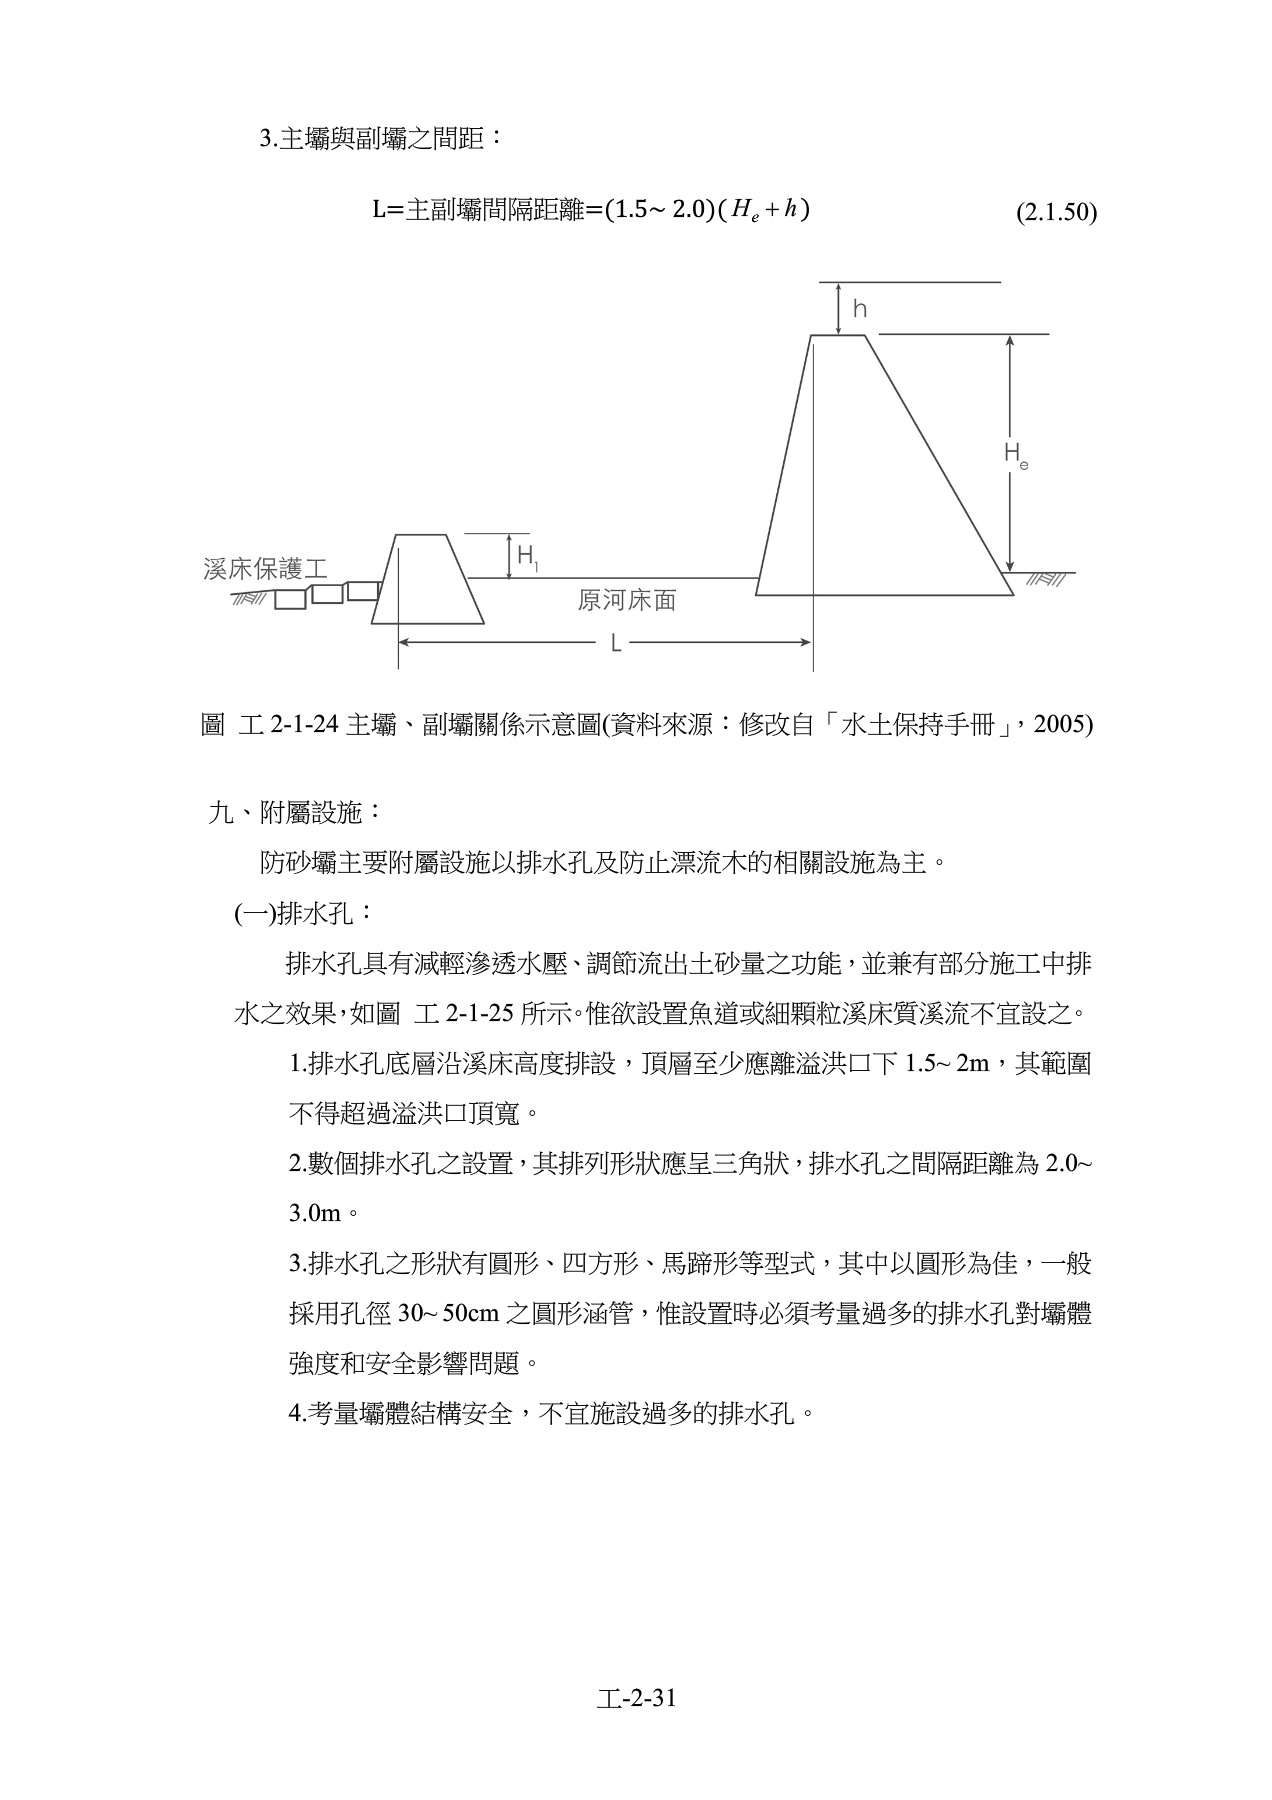 3.主壩與副壩之間距：
L=主副壩間隔距離=(1.5~ 2.0)(Hₑ+h) (2.1.50)
h
Hₑ
H₁
溪床保護工
原河床面
L
圖 工 2-1-24 主壩、副壩關係示意圖(資料來源：修改自「水土保持手冊」，2005)
九、附屬設施：
防砂壩主要附屬設施以排水孔及防止漂流木的相關設施為主。
(一)排水孔：
排水孔具有減輕滲透水壓、調節流出土砂量之功能，並兼有部分施工中排
水之效果，如圖 工 2-1-25 所示。惟欲設置魚道或細顆粒溪床質溪流不宜設之。
1.排水孔底層沿溪床高度排設，頂層至少應離溢洪口下 1.5~ 2m，其範圍
不得超過溢洪口頂寬。
2.數個排水孔之設置，其排列形狀應呈三角狀，排水孔之間隔距離為 2.0~
3.0m。
3.排水孔之形狀有圓形、四方形、馬蹄形等型式，其中以圓形為佳，一般
採用孔徑 30~ 50cm 之圓形涵管，惟設置時必須考量過多的排水孔對壩體
強度和安全影響問題。
4.考量壩體結構安全，不宜施設過多的排水孔。
工-2-31